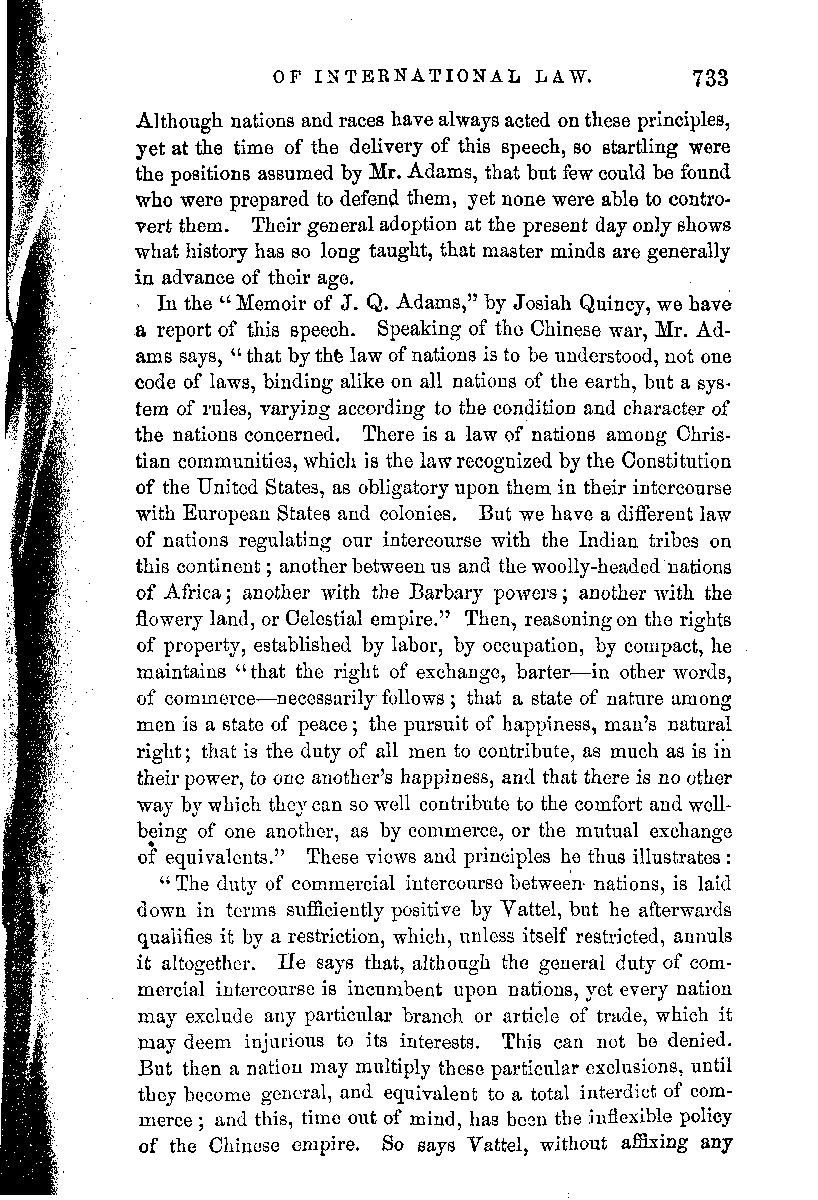 OF INTERNATIONAL LAW. 733
Although nations and races have always acted on these principles,
yet at the time of the delivery of this speech, so startling were
the positions assumed by Mr. Adams, that but few could be found
who were prepared to defend them, yet none were able to contro-
vert them. Their general adoption at the present day only shows
what history has so long taught, that master minds are generally
in advance of their age.
In the “Memoir of J. Q. Adams,” by Josiah Quincy, we have
a report of this speech. Speaking of the Chinese war, Mr. Ad-
ams says, “that by the law of nations is to be understood, not one
code of laws, binding alike on all nations of the earth, but a sys-
tem of rules, varying according to the condition and character of
the nations concerned. There is a law of nations among Chris-
tian communities, which is the law recognized by the Constitution
of the United States, as obligatory upon them in their intercourse
with European States and colonies. But we have a different law
of nations regulating our intercourse with the Indian tribes on
this continent; another between us and the woolly-headed nations
of Africa; another with the Barbary powers; another with the
flowery land, or Celestial empire.” Then, reasoning on the rights
of property, established by labor, by occupation, by compact, he
maintains “that the right of exchange, barter—in other words,
of commerce—necessarily follows; that a state of nature among
men is a state of peace; the pursuit of happiness, man’s natural
right; that is the duty of all men to contribute, as much as is in
their power, to one another’s happiness, and that there is no other
way by which they can so well contribute to the comfort and well-
being of one another, as by commerce, or the mutual exchange
of equivalents.” These views and principles he thus illustrates:
“The duty of commercial intercourse between nations, is laid
down in terms sufficiently positive by Vattel, but he afterwards
qualifies it by a restriction, which, unless itself restricted, annuls
it altogether. He says that, although the general duty of com-
mercial intercourse is incumbent upon nations, yet every nation
may exclude any particular branch or article of trade, which it
may deem injurious to its interests. This can not be denied.
But then a nation may multiply these particular exclusions, until
they become general, and equivalent to a total interdict of com-
merce; and this, time out of mind, has been the inflexible policy
of the Chinese empire. So says Vattel, without affixing any